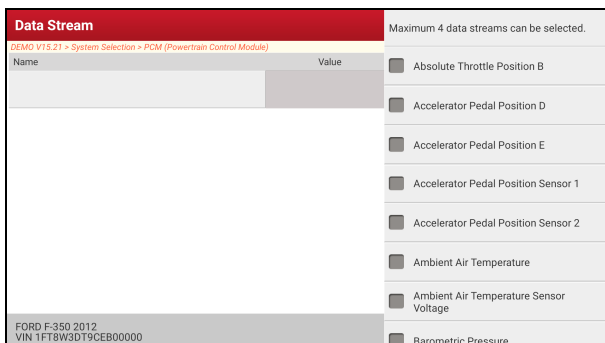 Data Stream
DEMO V15.21 > System Selection > PCM (Powertrain Control Module)
Name Value
FORD F-350 2012
VIN 1FT8W3DT9CEB00000
Maximum 4 data streams can be selected.
Absolute Throttle Position B
Accelerator Pedal Position D
Accelerator Pedal Position E
Accelerator Pedal Position Sensor 1
Accelerator Pedal Position Sensor 2
Ambient Air Temperature
Ambient Air Temperature Sensor
Voltage
Barometric Pressure